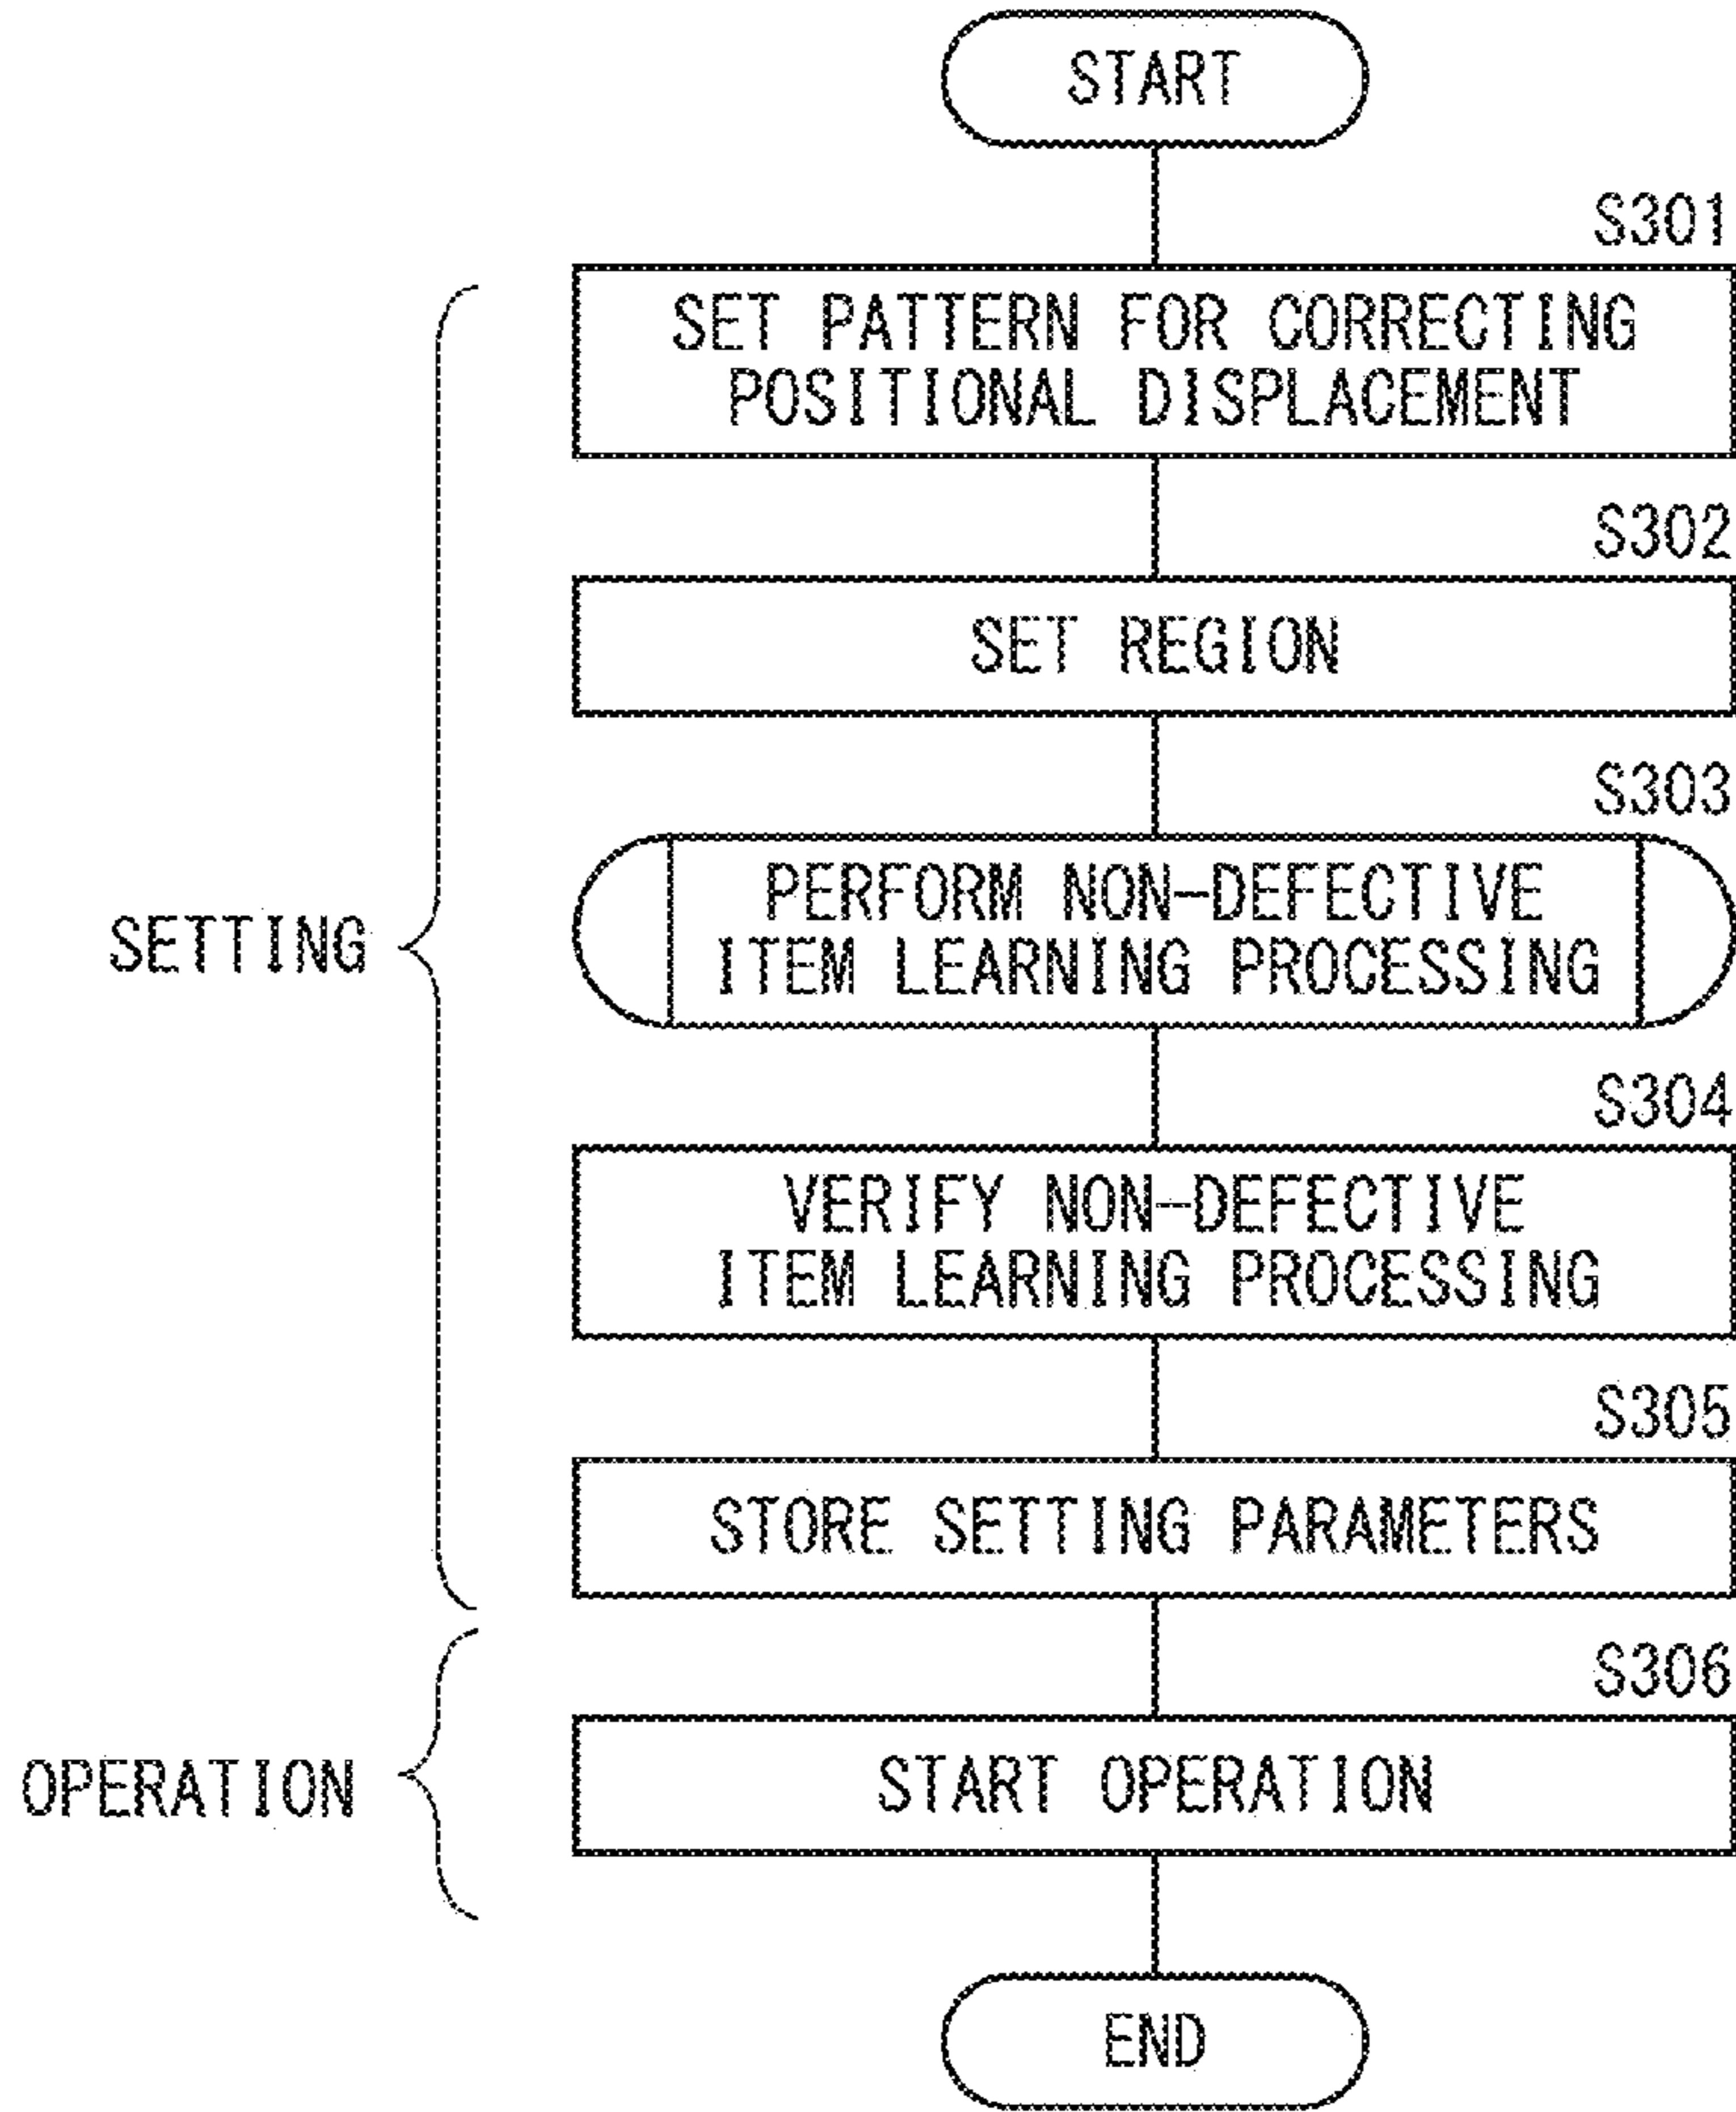 START
S301
SET PATTERN FOR CORRECTING
POSITIONAL DISPLACEMENT
S302
SET REGION
S303
PERFORM NON-DEFECTIVE
ITEM LEARNING PROCESSING
SETTING
S304
VERIFY NON-DEFECTIVE
ITEM LEARNING PROCESSING
S305
STORE SETTING PARAMETERS
S306
START OPERATION
OPERATION
END